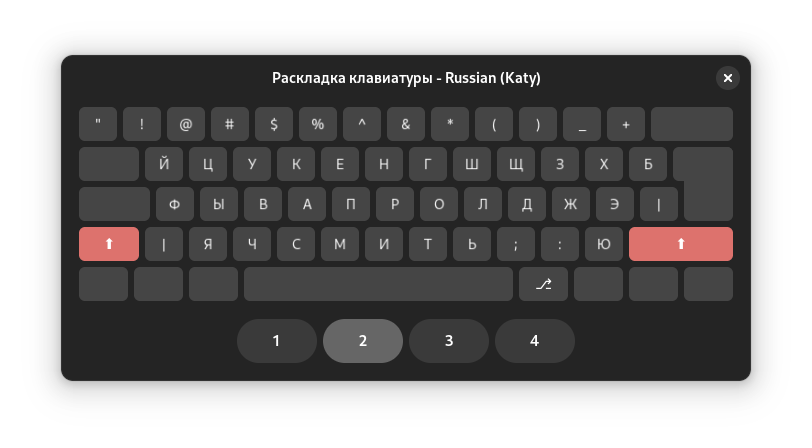 Раскладка клавиатуры - Russian (Katy)
" ! @ # $ % ^ & * ( ) _ +
Й Ц У К Е Н Г Ш Щ З Х Б
Ф Ы В А П Р О Л Д Ж Э |
| Я Ч С М И Т Ь ; : Ю
1 2 3 4